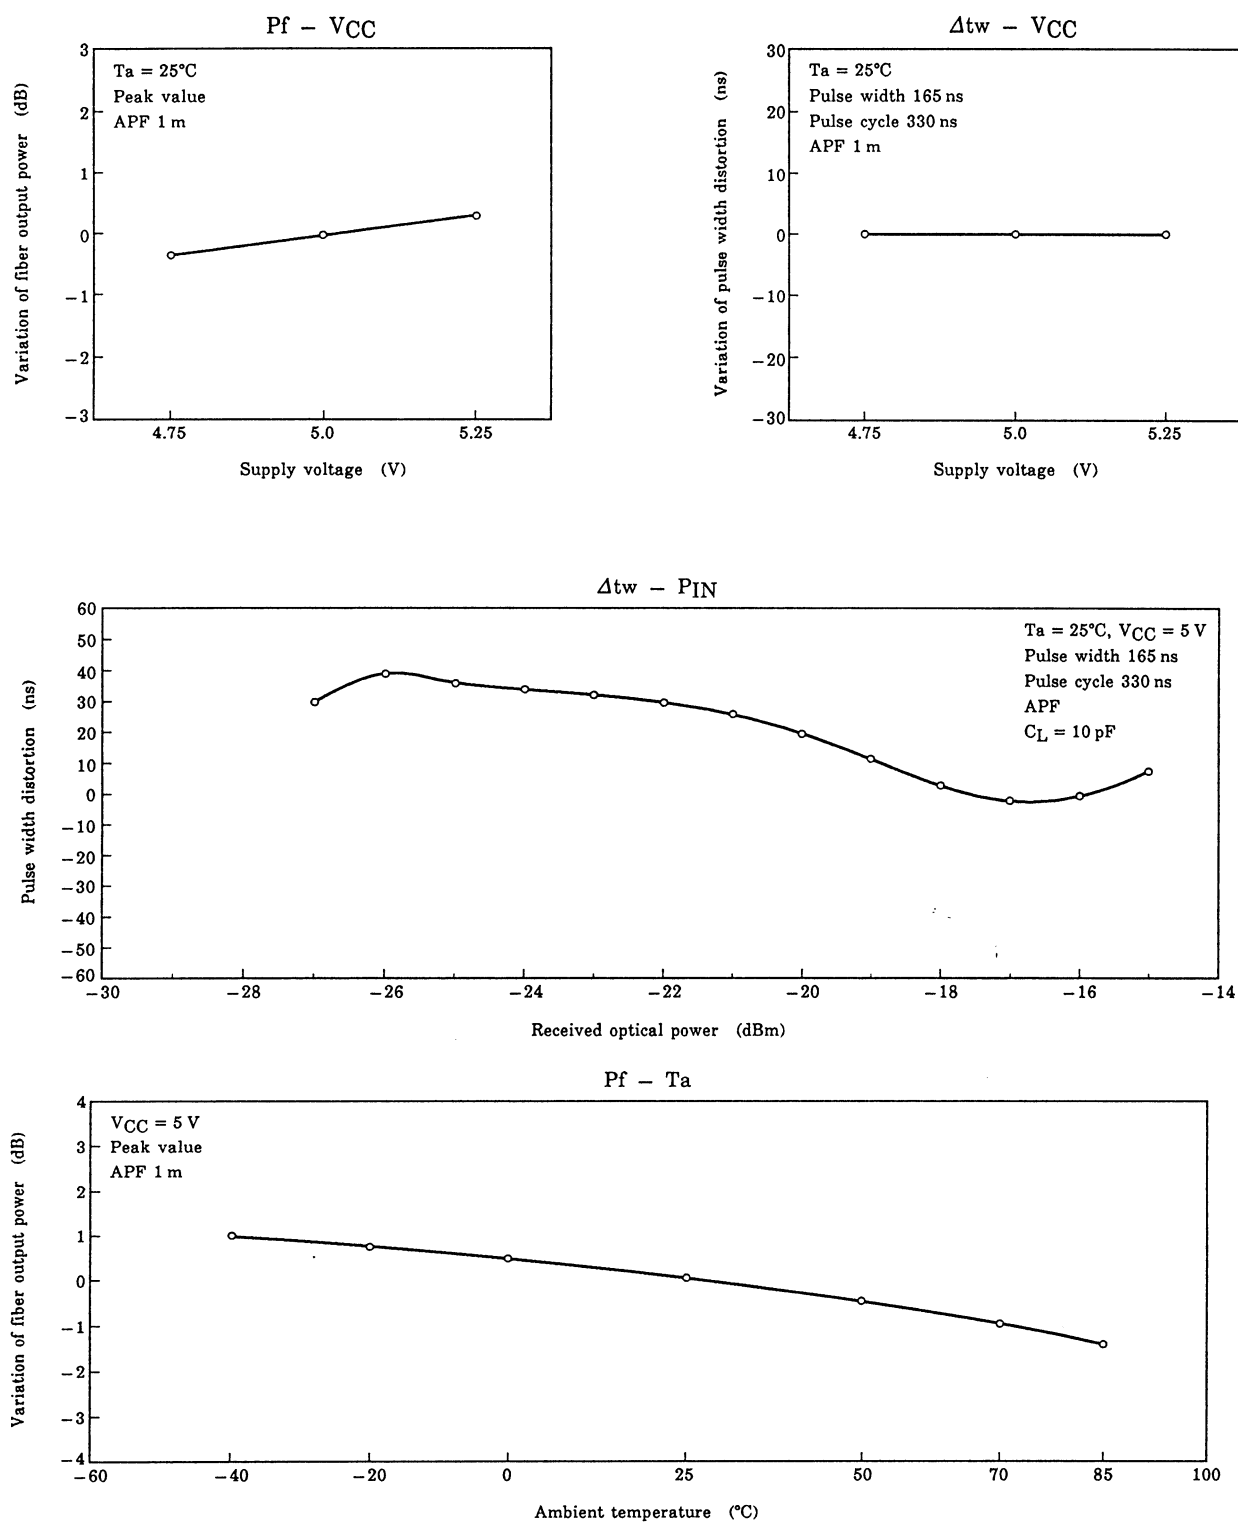 Pf − VCC
Variation of fiber output power (dB)
3
2
1
0
−1
−2
−3
Ta = 25°C
Peak value
APF 1 m
4.75 5.0 5.25
Supply voltage (V)
Δtw − VCC
Variation of pulse width distortion (ns)
30
20
10
0
−10
−20
−30
Ta = 25°C
Pulse width 165 ns
Pulse cycle 330 ns
APF 1 m
4.75 5.0 5.25
Supply voltage (V)
Δtw − PIN
Pulse width distortion (ns)
60
50
40
30
20
10
0
−10
−20
−30
−40
−50
−60
Ta = 25°C, VCC = 5 V
Pulse width 165 ns
Pulse cycle 330 ns
APF
CL = 10 pF
−30 −28 −26 −24 −22 −20 −18 −16 −14
Received optical power (dBm)
Pf − Ta
Variation of fiber output power (dB)
4
3
2
1
0
−1
−2
−3
−4
VCC = 5 V
Peak value
APF 1 m
−60 −40 −20 0 25 50 70 85 100
Ambient temperature (°C)